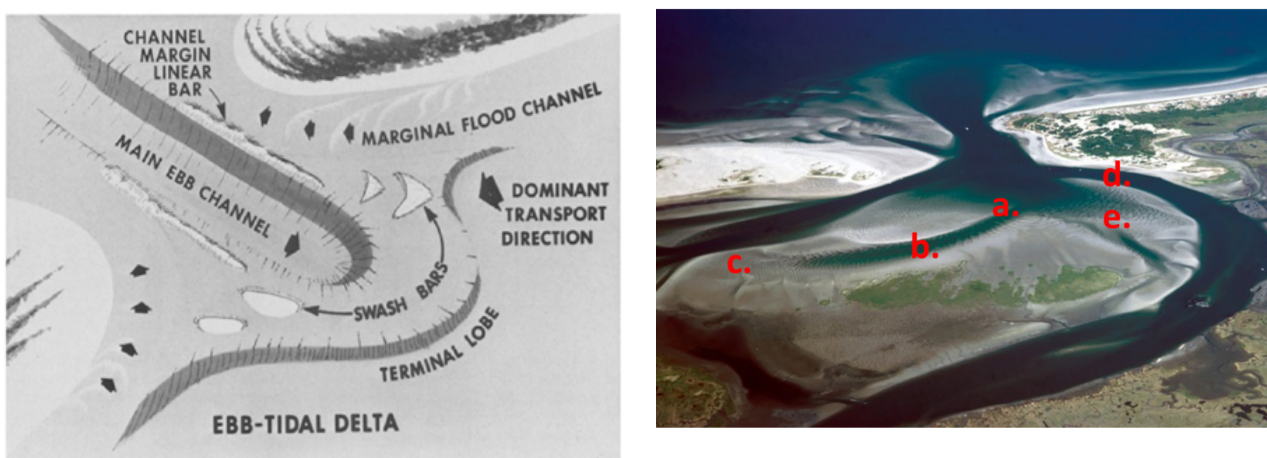 CHANNEL
MARGIN
LINEAR
BAR
MARGINAL FLOOD CHANNEL
MAIN EBB CHANNEL
DOMINANT
TRANSPORT
DIRECTION
SWASH BARS
TERMINAL LOBE
EBB-TIDAL DELTA
d.
a.
e.
b.
c.